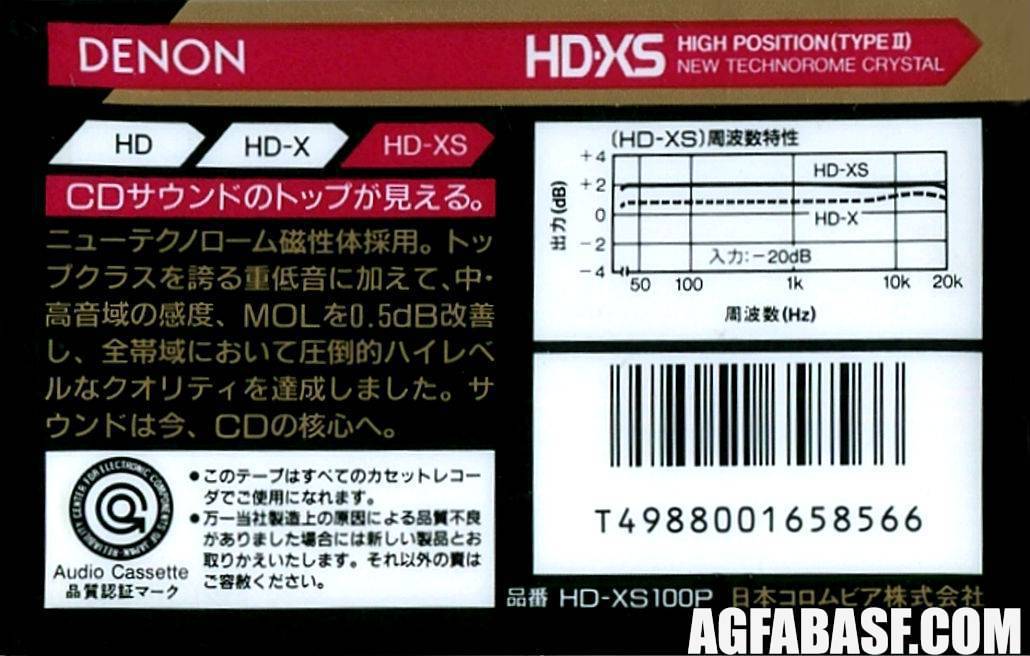 DENON
HD・XS HIGH POSITION(TYPE II)
NEW TECHNOROME CRYSTAL
HD
HD-X
HD-XS
CDサウンドのトップが見える。
ニューテクノローム磁性体採用。トッ
プクラスを誇る重低音に加えて、中・
高音域の感度、MOLを0.5dB改善
し、全帯域において圧倒的ハイレベ
ルなクオリティを達成しました。サ
ウンドは今、CDの核心へ。
RELIABILITY CENTER FOR ELECTRONIC COMPONENTS OF JAPAN
Audio Cassette
品質認証マーク
●このテープはすべてのカセットレコー
ダでご使用になれます。
●万一当社製造上の原因による品質不良
がありました場合には新しい製品とお
取りかえいたします。それ以外の責は
ご容赦ください。
(HD-XS)周波数特性
出力(dB)
+4
+2
0
-2
-4
HD-XS
HD-X
入力:-20dB
50 100 1k 10k 20k
周波数(Hz)
T4988001658566
品番 HD-XS100P 日本コロムビア株式会社
AGFABASF.COM